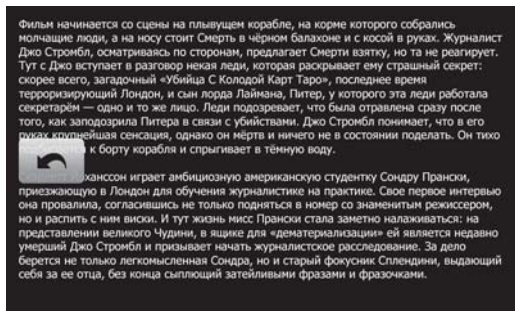 Фильм начинается со сцены на плывущем корабле, на корме которого собрались
молчащие люди, а на носу стоит Смерть в чёрном балахоне и с косой в руках. Журналист
Джо Стромбл, осматриваясь по сторонам, предлагает Смерти взятку, но та не реагирует.
Тут с Джо вступает в разговор некая леди, которая раскрывает ему страшный секрет:
скорее всего, загадочный «Убийца С Колодой Карт Таро», последнее время
терроризирующий Лондон, и сын лорда Лаймана, Питер, у которого эта леди работала
секретарём — одно и то же лицо. Леди подозревает, что была отравлена сразу после
того, как заподозрила Питера в связи с убийствами. Джо Стромбл понимает, что в его
руках крупнейшая сенсация, однако он мёртв и ничего не в состоянии поделать. Он тихо
к борту корабля и спрыгивает в тёмную воду.
играет амбициозную американскую студентку Сондру Прански,
приезжающую в Лондон для обучения журналистике на практике. Свое первое интервью
она провалила, согласившись не только подняться в номер со знаменитым режиссером,
но и распить с ним виски. И тут жизнь мисс Прански стала заметно налаживаться: на
представлении великого Чудини, в ящике для «дематериализации» ей является недавно
умерший Джо Стромбл и призывает начать журналистское расследование. За дело
берется не только легкомысленная Сондра, но и старый фокусник Сплендини, выдающий
себя за ее отца, без конца сыплющий затейливыми фразами и фразочками.